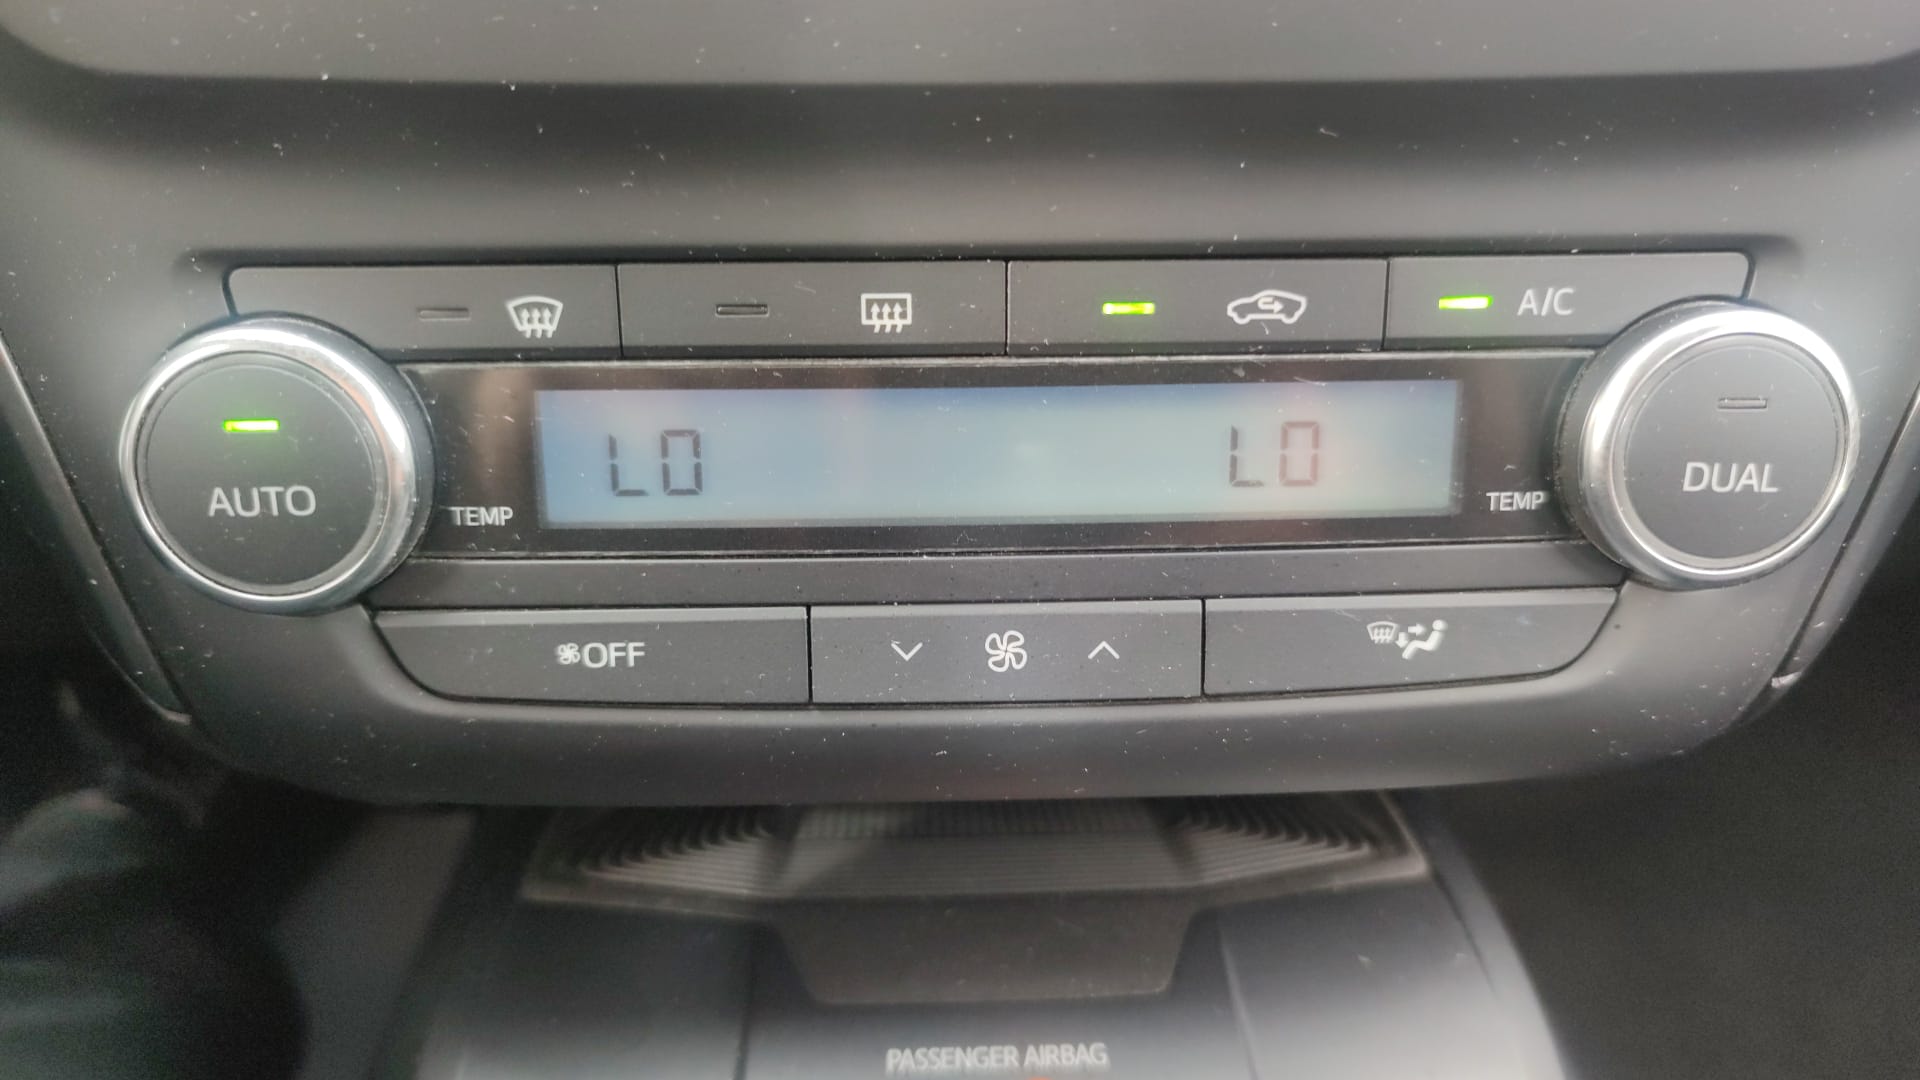 A/C
AUTO
LO
LO
DUAL
TEMP
TEMP
OFF
PASSENGER AIRBAG